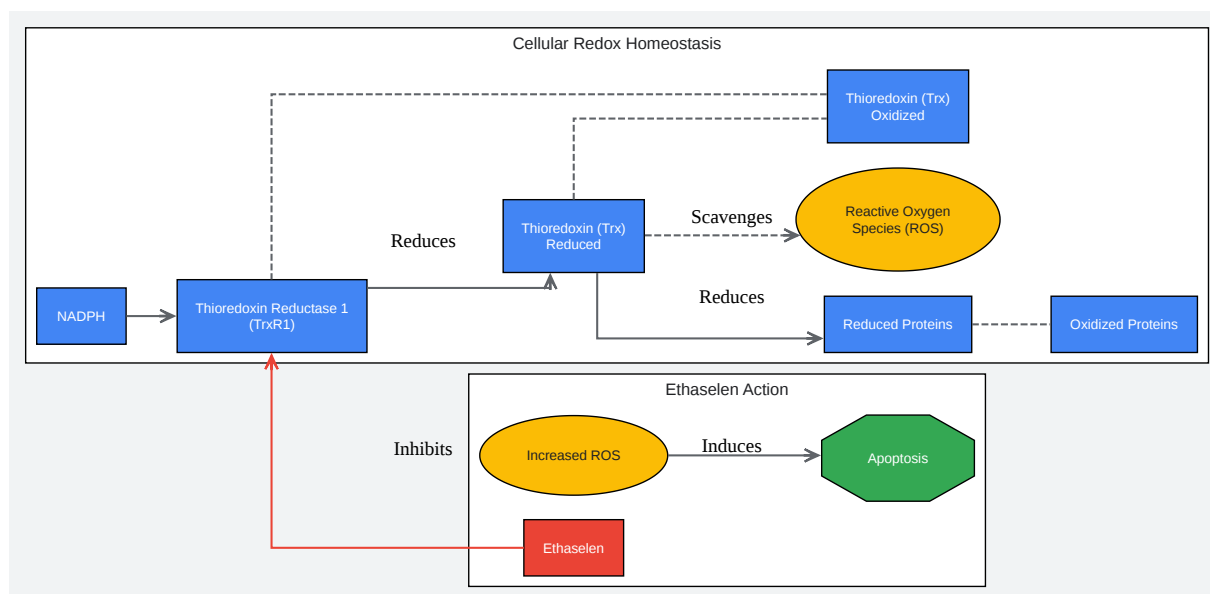 Cellular Redox Homeostasis
Thioredoxin (Trx)
Oxidized
Thioredoxin (Trx)
Reduced
Scavenges
Reactive Oxygen
Species (ROS)
Reduces
NADPH
Thioredoxin Reductase 1
(TrxR1)
Reduces
Reduced Proteins
Oxidized Proteins
Ethaselen Action
Inhibits
Increased ROS
Induces
Apoptosis
Ethaselen